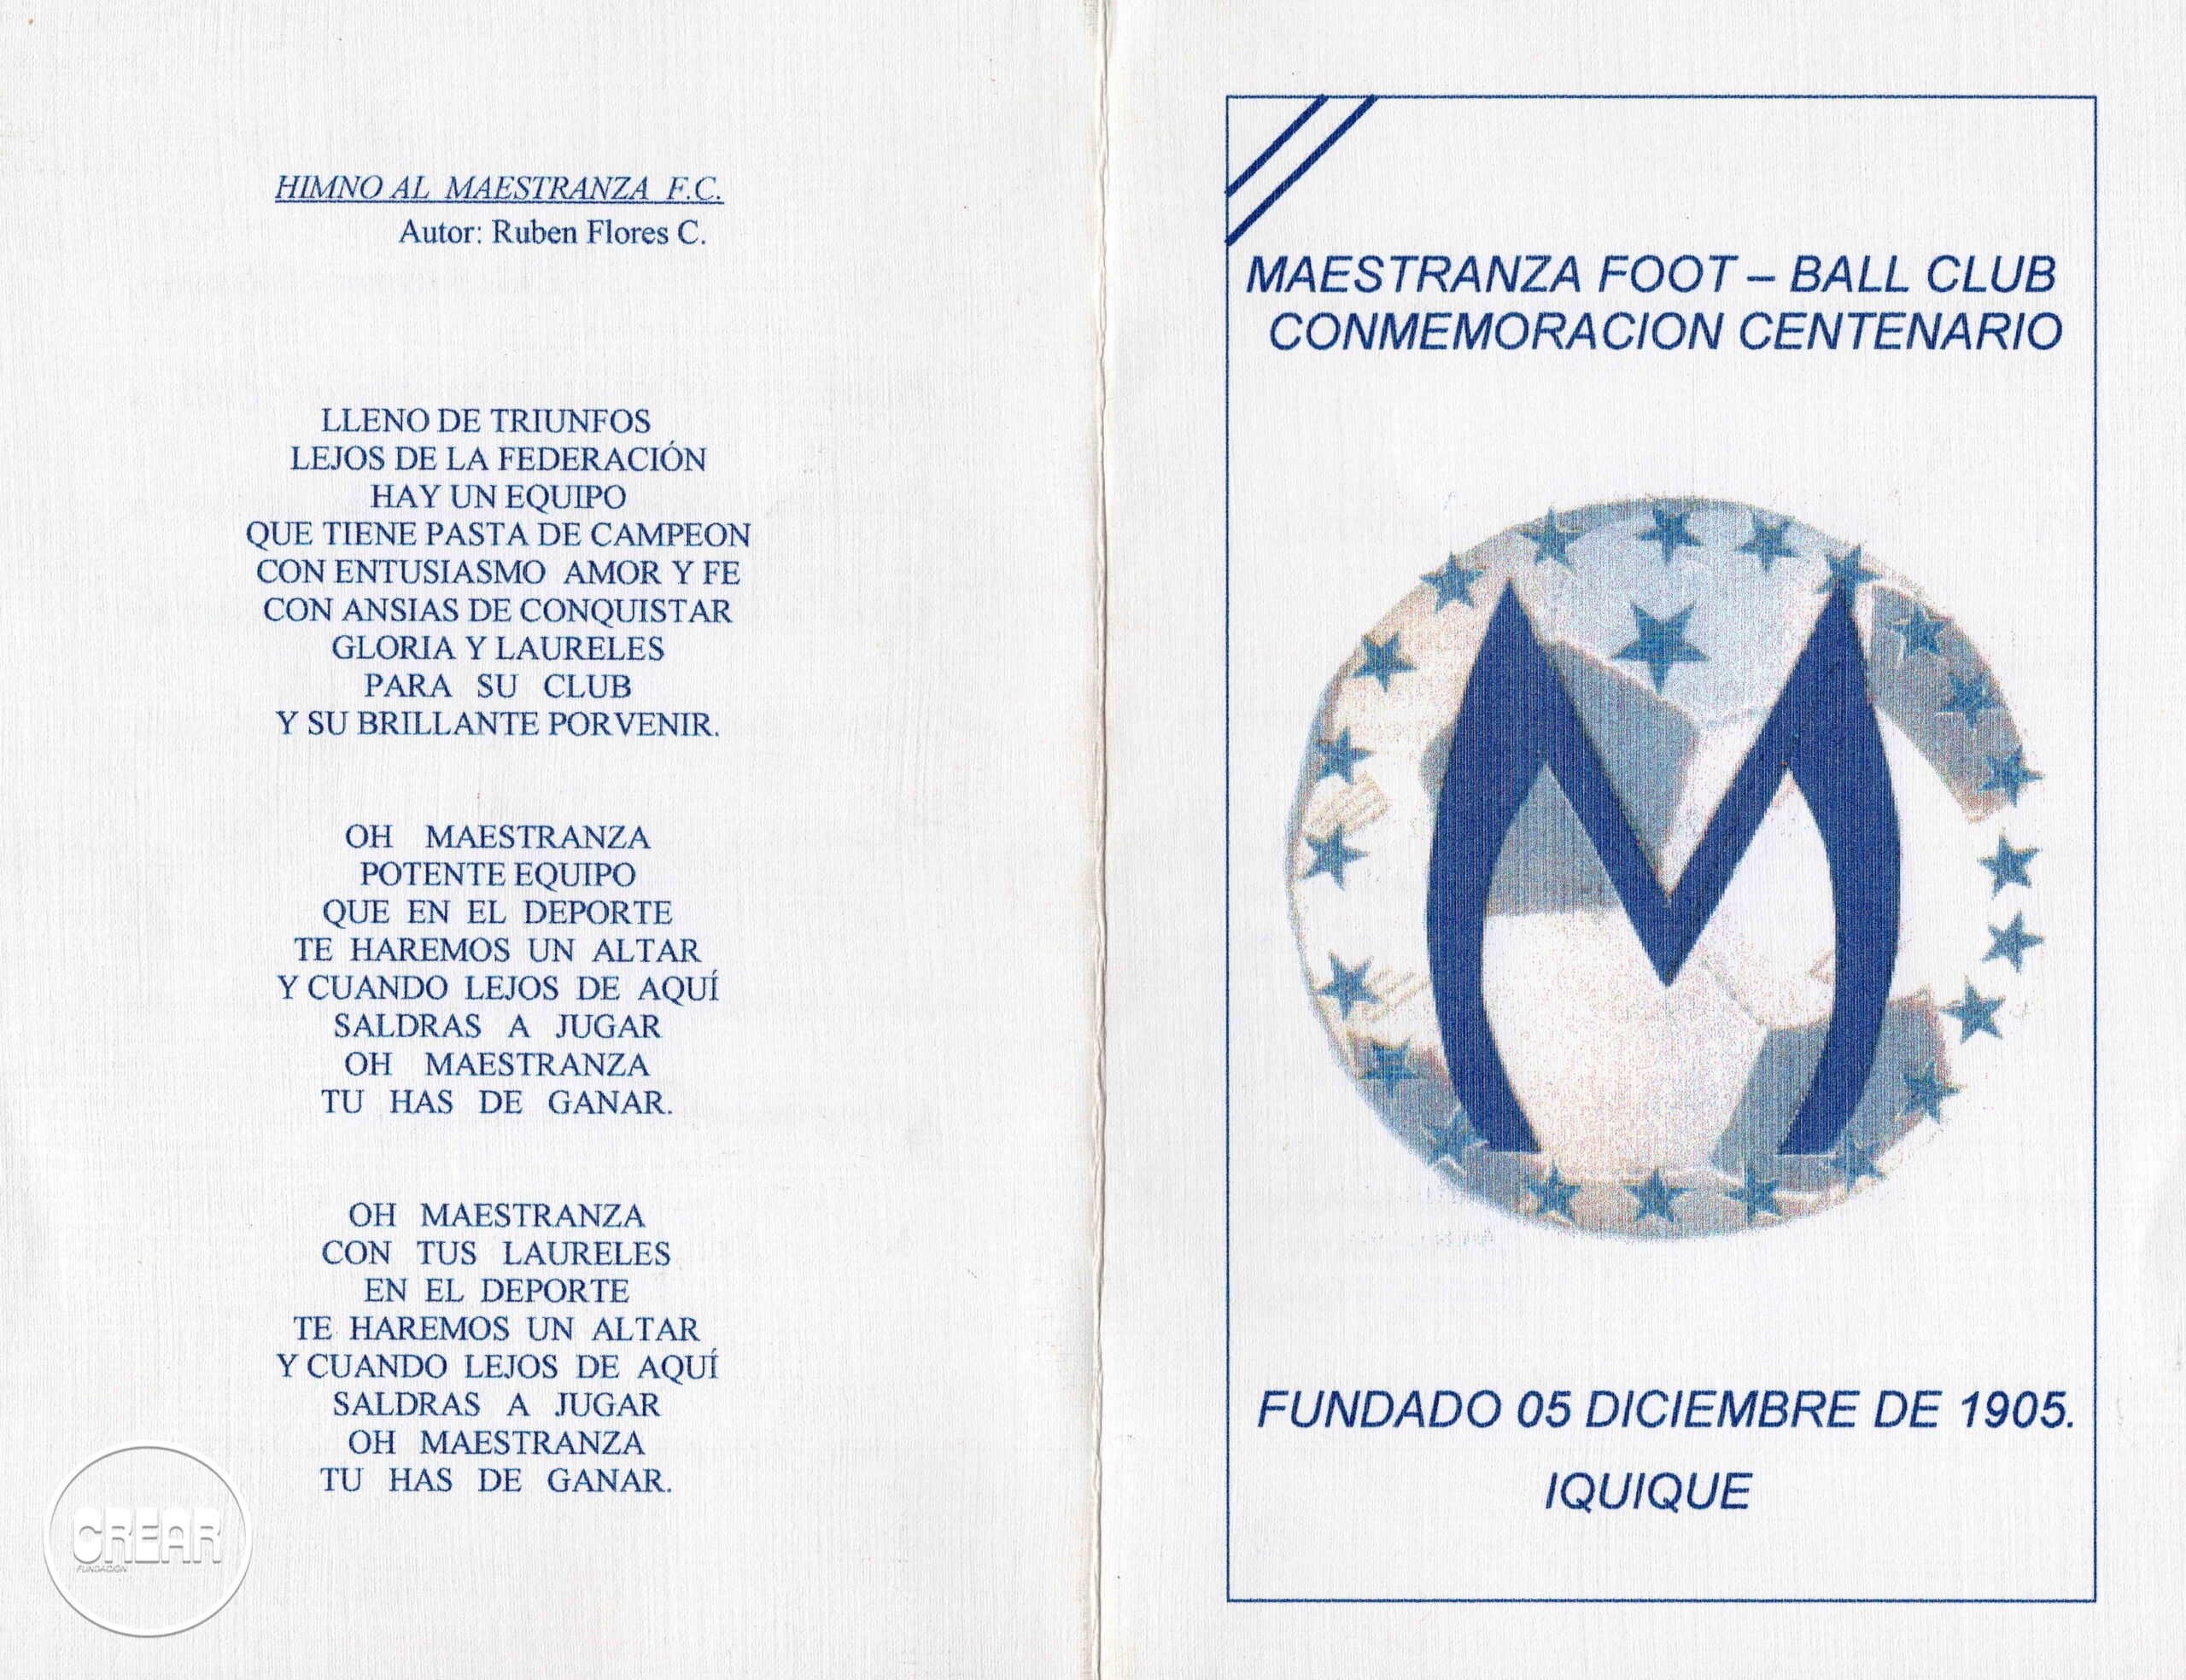 HIMNO AL MAESTRANZA F.C.
Autor: Ruben Flores C.
LLENO DE TRIUNFOS
LEJOS DE LA FEDERACIÓN
HAY UN EQUIPO
QUE TIENE PASTA DE CAMPEON
CON ENTUSIASMO AMOR Y FE
CON ANSIAS DE CONQUISTAR
GLORIA Y LAURELES
PARA SU CLUB
Y SU BRILLANTE PORVENIR.
OH MAESTRANZA
POTENTE EQUIPO
QUE EN EL DEPORTE
TE HAREMOS UN ALTAR
Y CUANDO LEJOS DE AQUÍ
SALDRAS A JUGAR
OH MAESTRANZA
TU HAS DE GANAR.
OH MAESTRANZA
CON TUS LAURELES
EN EL DEPORTE
TE HAREMOS UN ALTAR
Y CUANDO LEJOS DE AQUÍ
SALDRAS A JUGAR
OH MAESTRANZA
TU HAS DE GANAR.
CREAR
FUNDACIÓN
MAESTRANZA FOOT – BALL CLUB
CONMEMORACION CENTENARIO
M
FUNDADO 05 DICIEMBRE DE 1905.
IQUIQUE